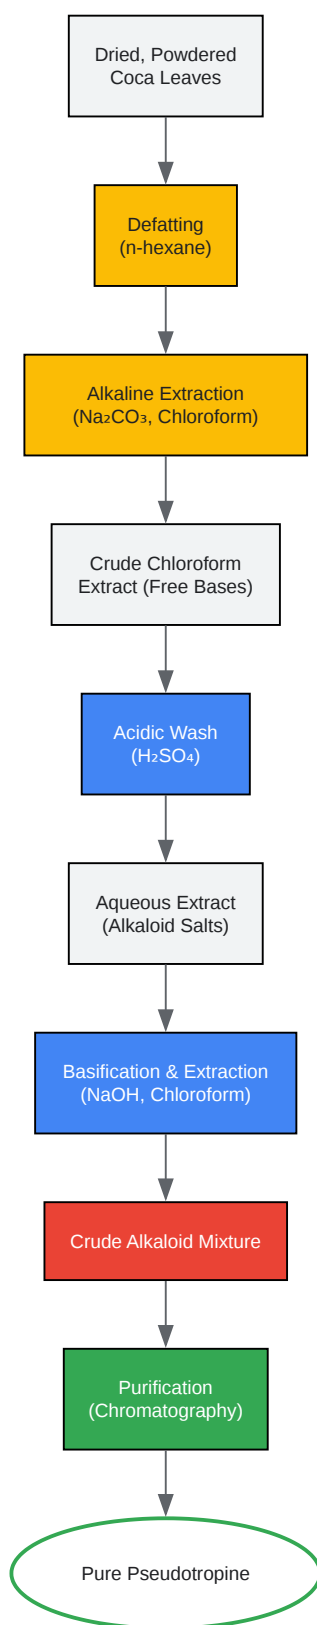 Dried, Powdered
Coca Leaves
Defatting
(n-hexane)
Alkaline Extraction
(Na₂CO₃, Chloroform)
Crude Chloroform
Extract (Free Bases)
Acidic Wash
(H₂SO₄)
Aqueous Extract
(Alkaloid Salts)
Basification & Extraction
(NaOH, Chloroform)
Crude Alkaloid Mixture
Purification
(Chromatography)
Pure Pseudotropine